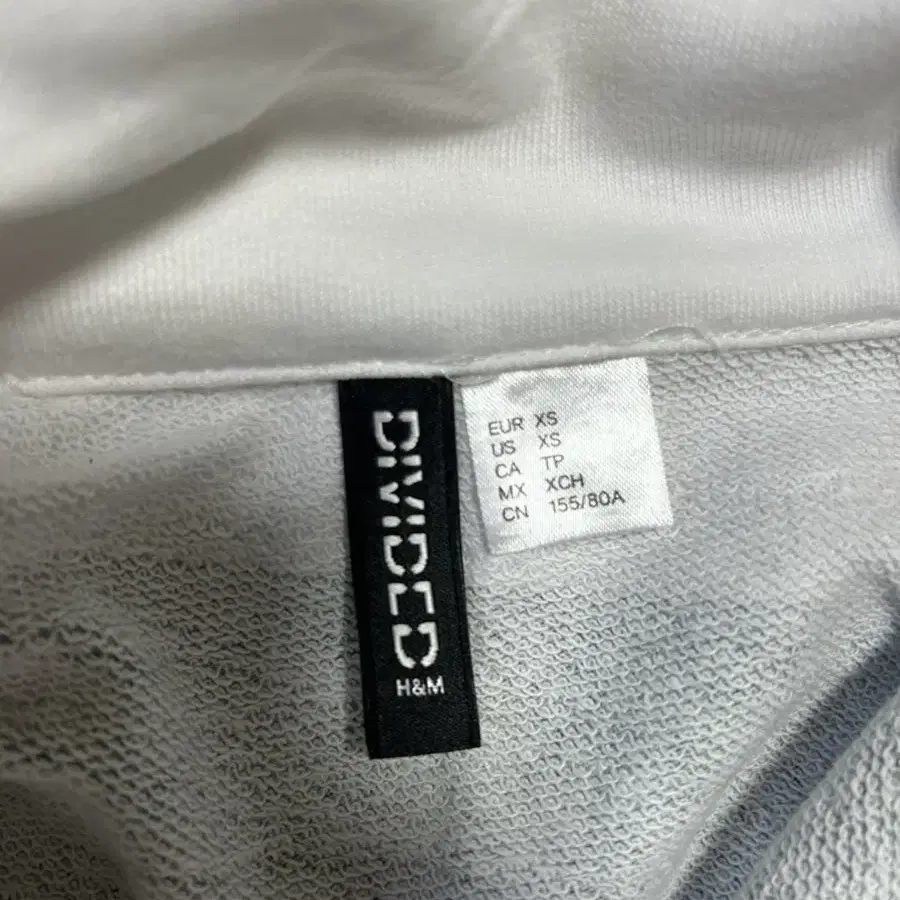 DIVIDED
H&M
EUR XS
US XS
CA TP
MX XCH
CN 155/80A